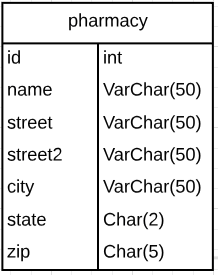 pharmacy
id int
name VarChar(50)
street VarChar(50)
street2 VarChar(50)
city VarChar(50)
state Char(2)
zip Char(5)